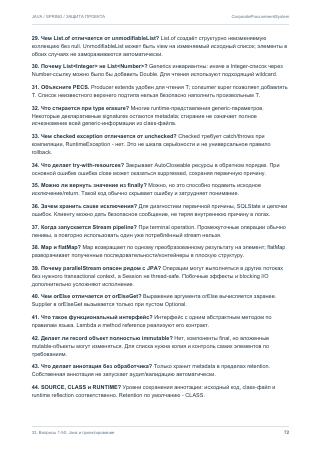 JAVA / SPRING / ЗАЩИТА ПРОЕКТА
CorporateProcurementSystem
29. Чем List.of отличается от unmodifiableList? List.of создаёт структурно неизменяемую
коллекцию без null. UnmodifiableList может быть view на изменяемый исходный список; элементы в
обоих случаях не замораживаются автоматически.
30. Почему List<Integer> не List<Number>? Generics инвариантны: иначе в Integer-список через
Number-ссылку можно было бы добавить Double. Для чтения используют подходящий wildcard.
31. Объясните PECS. Producer extends удобен для чтения T; consumer super позволяет добавлять
T. Список неизвестного верхнего подтипа нельзя безопасно наполнить произвольным T.
32. Что стирается при type erasure? Многие runtime-представления generic-параметров.
Некоторые декларативные signatures остаются metadata; стирание не означает полное
исчезновение всей generic-информации из class-файла.
33. Чем checked exception отличается от unchecked? Checked требует catch/throws при
компиляции, RuntimeException - нет. Это не шкала серьёзности и не универсальное правило
rollback.
34. Что делает try-with-resources? Закрывает AutoCloseable ресурсы в обратном порядке. При
основной ошибке ошибка close может оказаться suppressed, сохраняя первичную причину.
35. Можно ли вернуть значение из finally? Можно, но это способно подавить исходное
исключение/return. Такой код обычно скрывает ошибку и затрудняет понимание.
36. Зачем хранить cause исключения? Для диагностики первичной причины, SQLState и цепочки
ошибок. Клиенту можно дать безопасное сообщение, не теряя внутреннюю причину в логах.
37. Когда запускается Stream pipeline? При terminal operation. Промежуточные операции обычно
ленивы, а повторно использовать один уже потреблённый stream нельзя.
38. Map и flatMap? Map возвращает по одному преобразованному результату на элемент; flatMap
разворачивает полученные последовательности/контейнеры в плоскую структуру.
39. Почему parallelStream опасен рядом с JPA? Операции могут выполняться в других потоках
без нужного transactional context, а Session не thread-safe. Побочные эффекты и blocking I/O
дополнительно усложняют исполнение.
40. Чем orElse отличается от orElseGet? Выражение аргумента orElse вычисляется заранее.
Supplier в orElseGet вызывается только при пустом Optional.
41. Что такое функциональный интерфейс? Интерфейс с одним абстрактным методом по
правилам языка. Lambda и method reference реализуют его контракт.
42. Делает ли record объект полностью immutable? Нет, компоненты final, но вложенные
mutable-объекты могут изменяться. Для списка нужна копия и контроль самих элементов по
требованиям.
43. Что делает аннотация без обработчика? Только хранит metadata в пределах retention.
Собственная аннотация не запускает аудит/валидацию автоматически.
44. SOURCE, CLASS и RUNTIME? Уровни сохранения аннотации: исходный код, class-файл и
runtime reflection соответственно. Retention по умолчанию - CLASS.
33. Вопросы 1-50: Java и проектирование
72